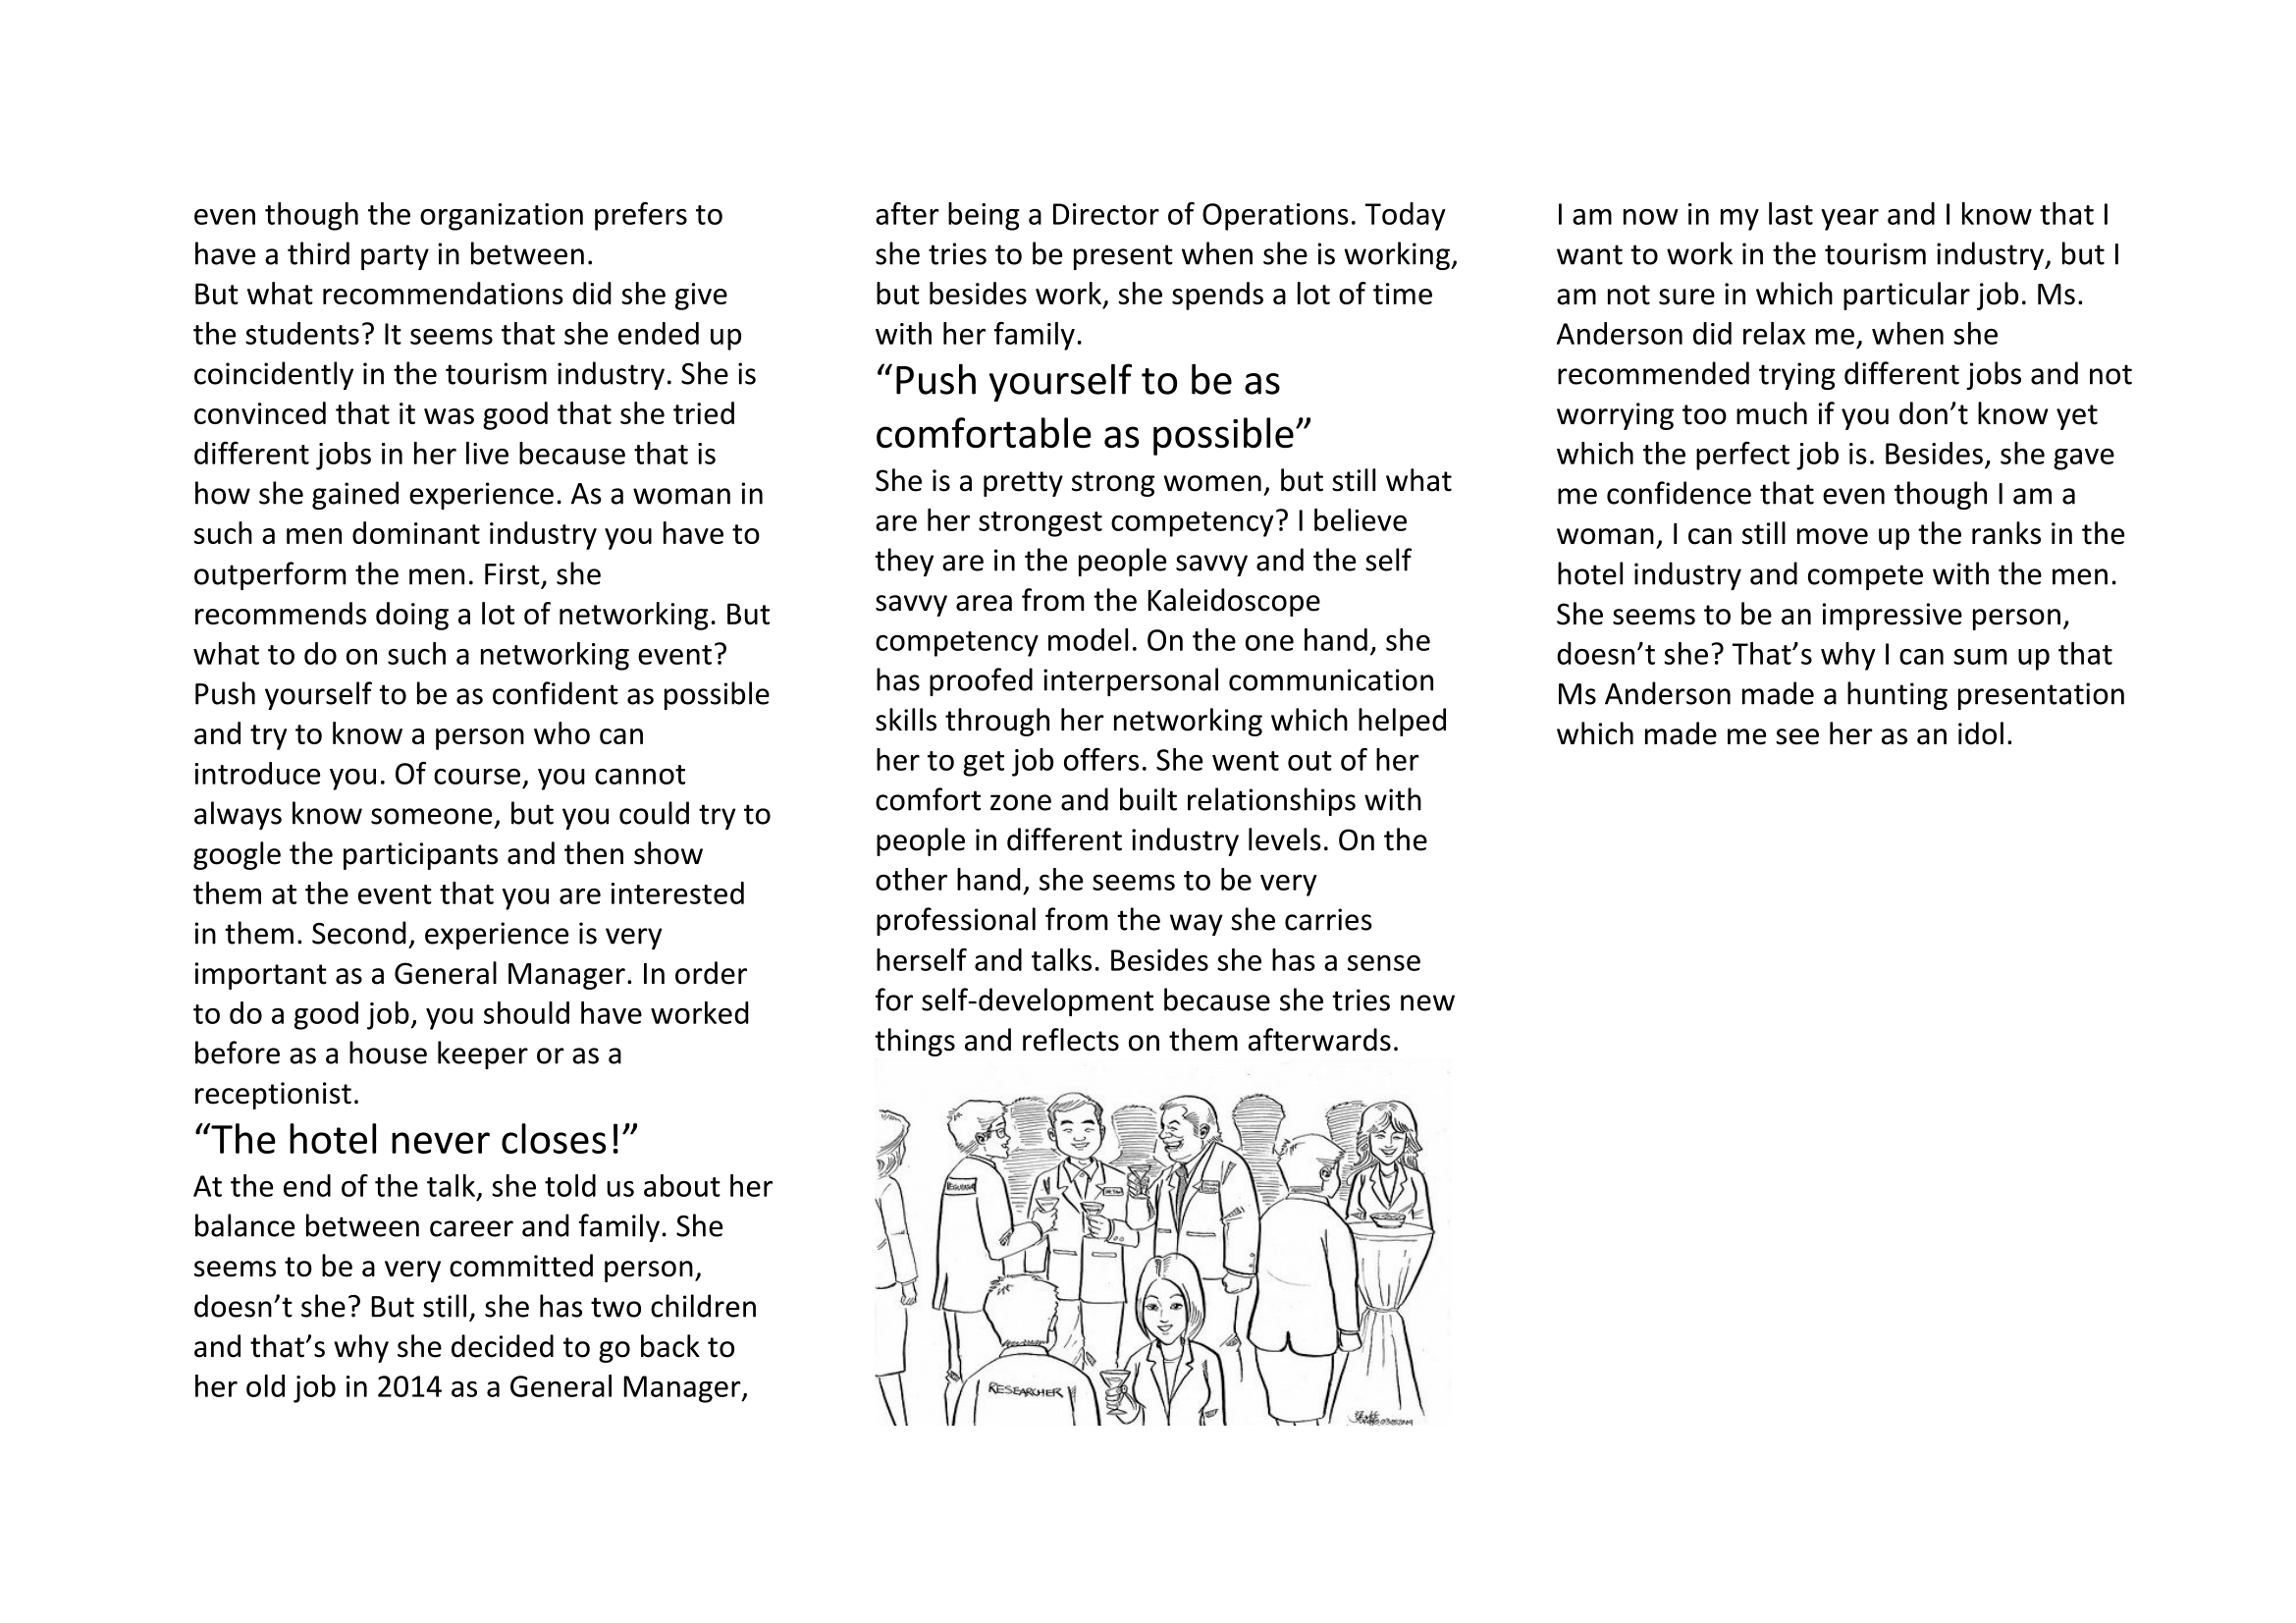 even though the organization prefers to
have a third party in between.
But what recommendations did she give
the students? It seems that she ended up
coincidently in the tourism industry. She is
convinced that it was good that she tried
different jobs in her live because that is
how she gained experience. As a woman in
such a men dominant industry you have to
outperform the men. First, she
recommends doing a lot of networking. But
what to do on such a networking event?
Push yourself to be as confident as possible
and try to know a person who can
introduce you. Of course, you cannot
always know someone, but you could try to
google the participants and then show
them at the event that you are interested
in them. Second, experience is very
important as a General Manager. In order
to do a good job, you should have worked
before as a house keeper or as a
receptionist.
“The hotel never closes!”
At the end of the talk, she told us about her
balance between career and family. She
seems to be a very committed person,
doesn’t she? But still, she has two children
and that’s why she decided to go back to
her old job in 2014 as a General Manager,
after being a Director of Operations. Today
she tries to be present when she is working,
but besides work, she spends a lot of time
with her family.
“Push yourself to be as
comfortable as possible”
She is a pretty strong women, but still what
are her strongest competency? I believe
they are in the people savvy and the self
savvy area from the Kaleidoscope
competency model. On the one hand, she
has proofed interpersonal communication
skills through her networking which helped
her to get job offers. She went out of her
comfort zone and built relationships with
people in different industry levels. On the
other hand, she seems to be very
professional from the way she carries
herself and talks. Besides she has a sense
for self-development because she tries new
things and reflects on them afterwards.
RESEARCHER
I am now in my last year and I know that I
want to work in the tourism industry, but I
am not sure in which particular job. Ms.
Anderson did relax me, when she
recommended trying different jobs and not
worrying too much if you don’t know yet
which the perfect job is. Besides, she gave
me confidence that even though I am a
woman, I can still move up the ranks in the
hotel industry and compete with the men.
She seems to be an impressive person,
doesn’t she? That’s why I can sum up that
Ms Anderson made a hunting presentation
which made me see her as an idol.